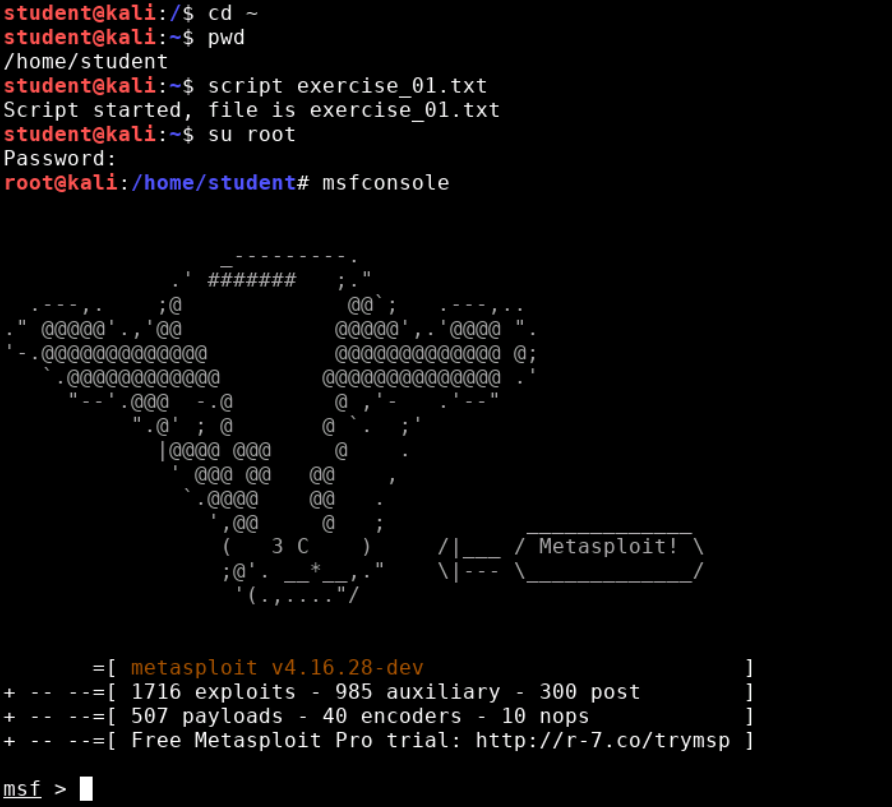 student@kali:/$ cd ~
student@kali:~$ pwd
/home/student
student@kali:~$ script exercise_01.txt
Script started, file is exercise_01.txt
student@kali:~$ su root
Password:
root@kali:/home/student# msfconsole
                 _---------.
             .' #######   ;."
  .---,.    ;@             @@`;   .---,..
." @@@@@'.,'@@            @@@@@',.'@@@@ ".
'-.@@@@@@@@@@@@@          @@@@@@@@@@@@@ @;
   `.@@@@@@@@@@@@        @@@@@@@@@@@@@@ .'
     "--'.@@@  -.@        @ ,'-   .'--"
          ".@' ; @       @ `.  ;'
            |@@@@ @@@     @    .
             ' @@@ @@   @@    ,
              `.@@@@    @@   .
                ',@@     @   ;           _____________
                 (   3 C    )     /|___ / Metasploit! \
                 ;@'. __*__,."    \|--- \_____________/
                  '(.,...."/
       =[ metasploit v4.16.28-dev                         ]
+ -- --=[ 1716 exploits - 985 auxiliary - 300 post        ]
+ -- --=[ 507 payloads - 40 encoders - 10 nops            ]
+ -- --=[ Free Metasploit Pro trial: http://r-7.co/trymsp ]
msf >